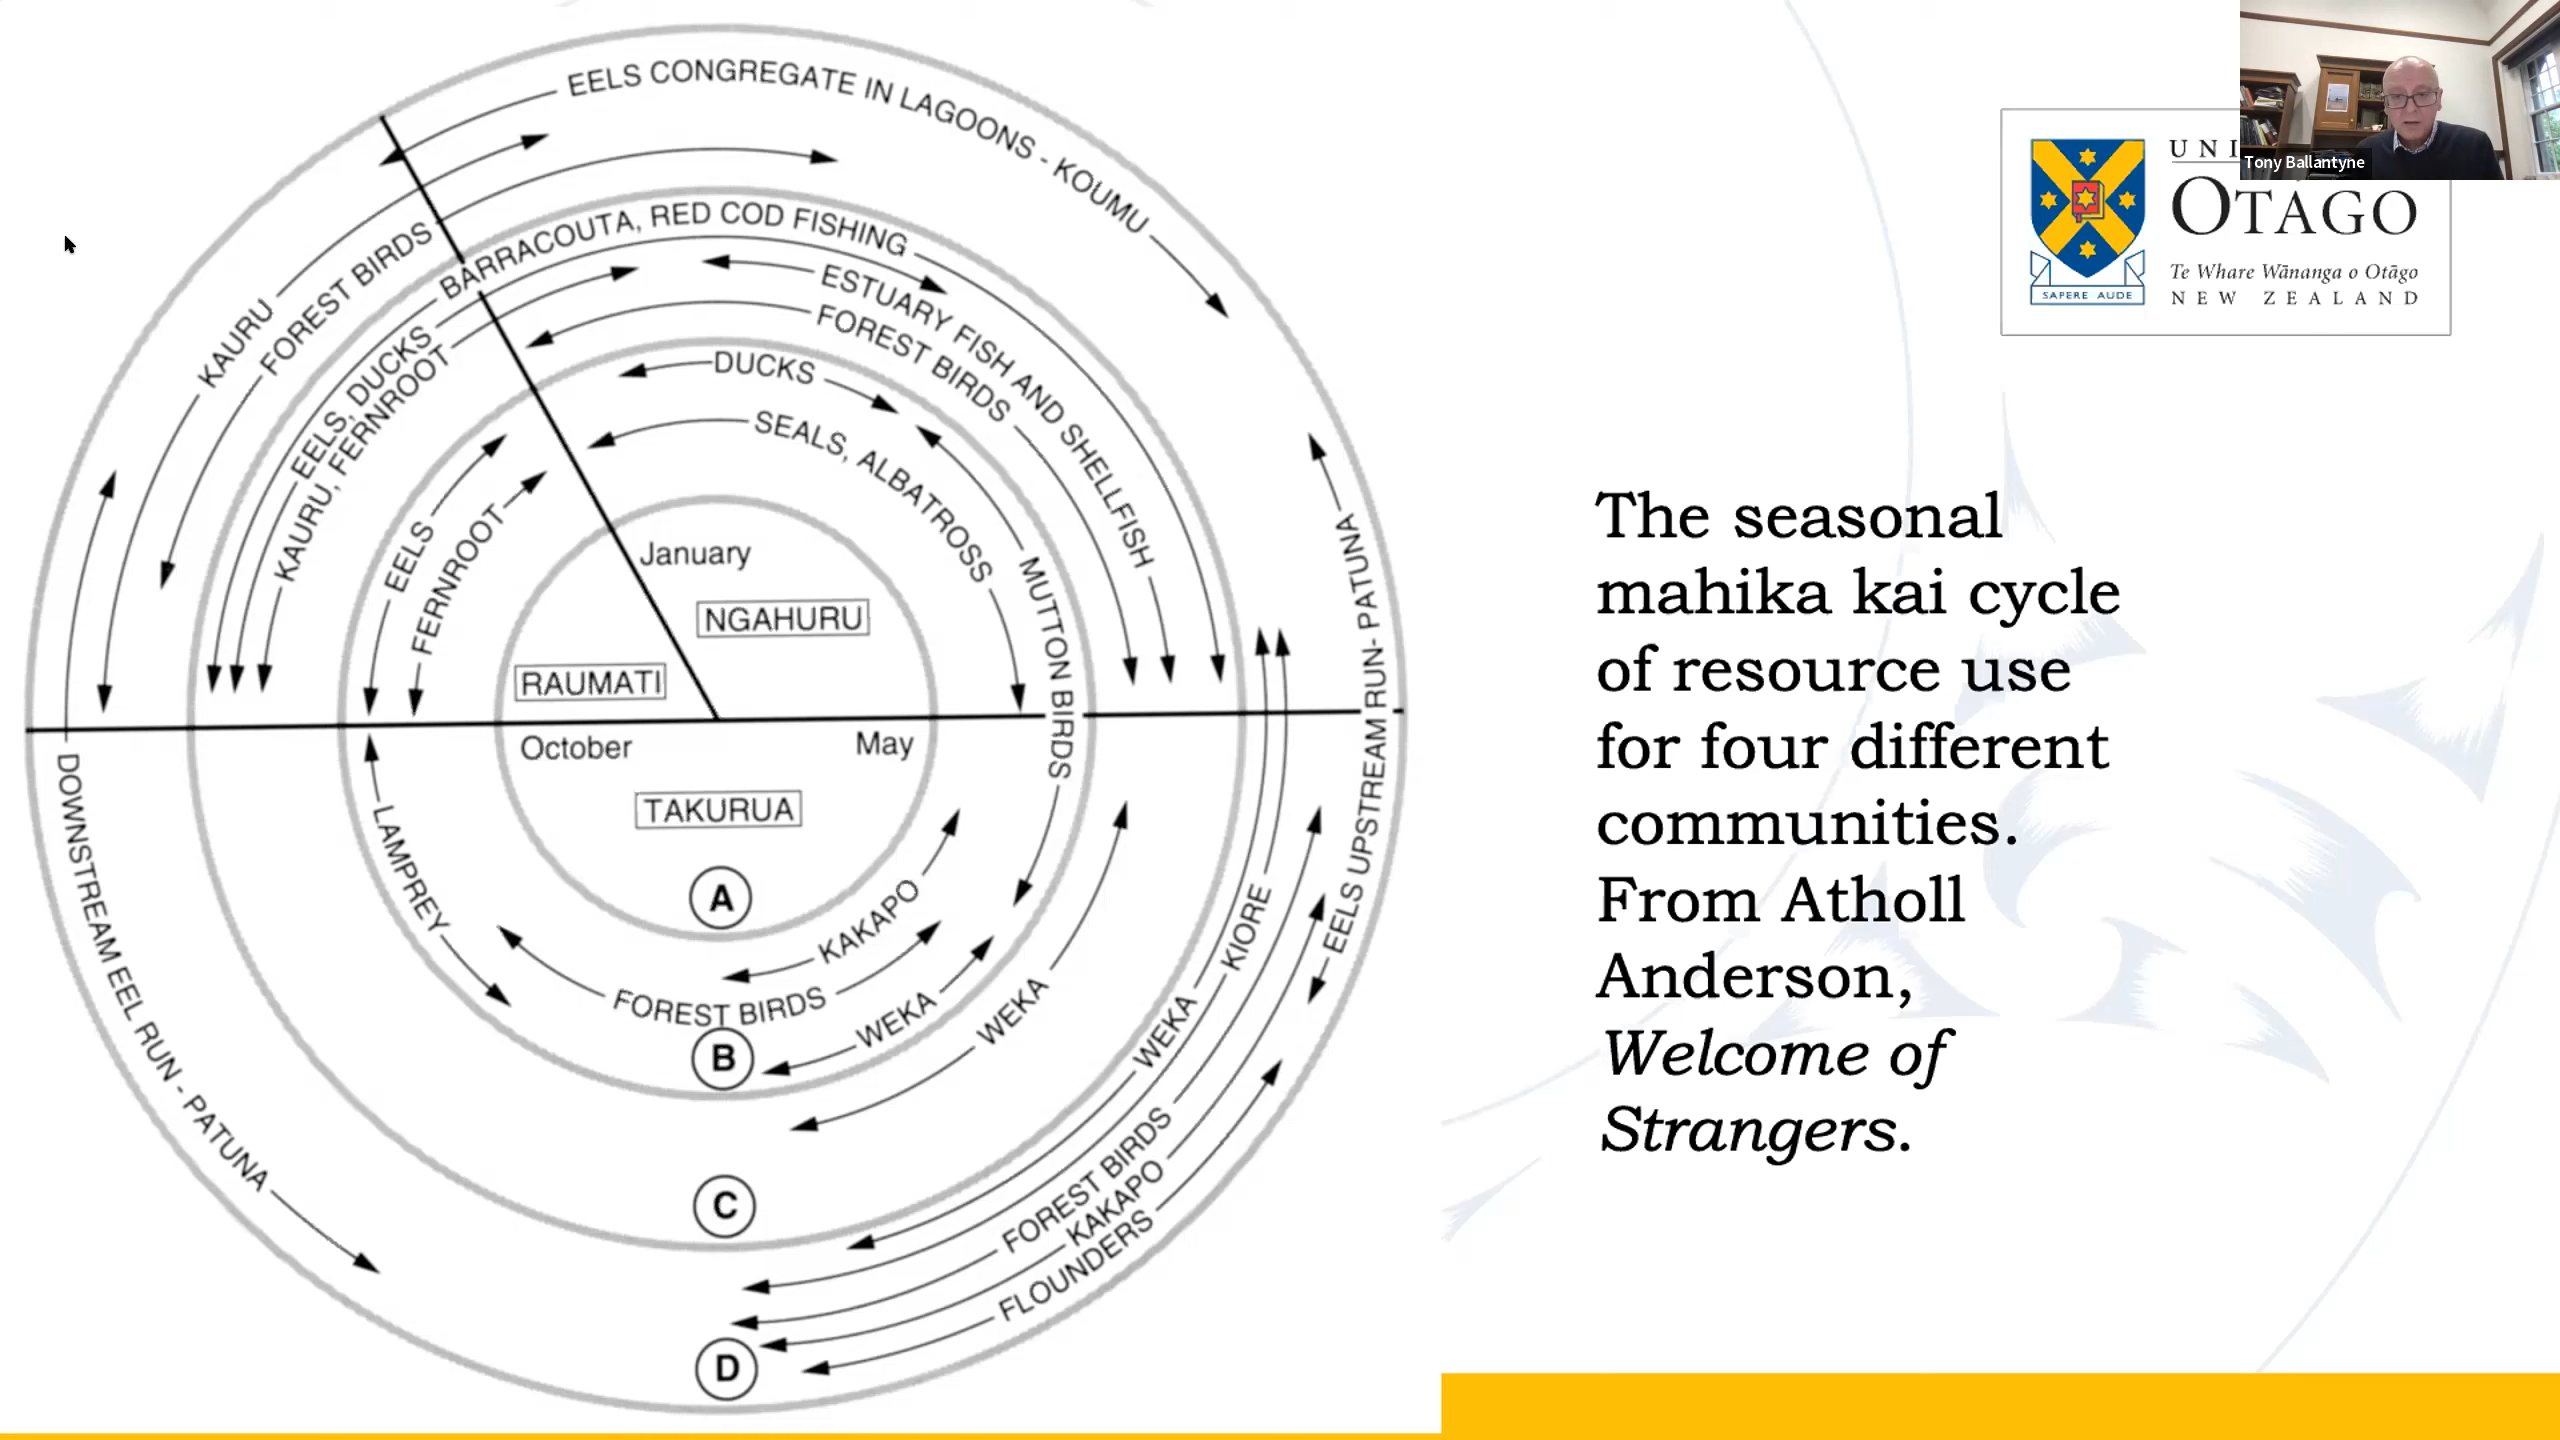 EELS CONGREGATE IN LAGOONS - KOUMU
KAURU
FOREST BIRDS
BARRACOUTA, RED COD FISHING
EELS, DUCKS
KAURU, FERNROOT
ESTUARY FISH AND SHELLFISH
FOREST BIRDS
DUCKS
SEALS, ALBATROSS
MUTTON BIRDS
EELS
FERNROOT
January
NGAHURU
RAUMATI
October
May
TAKURUA
A
LAMPREY
KAKAPO
FOREST BIRDS
B
WEKA
WEKA
C
WEKA
KIORE
FOREST BIRDS
KAKAPO
FLOUNDERS
D
DOWNSTREAM EEL RUN - PATUNA
EELS UPSTREAM RUN- PATUNA
UNI
OTAGO
Te Whare Wānanga o Otāgo
NEW ZEALAND
SAPERE AUDE
Tony Ballantyne
The seasonal
mahika kai cycle
of resource use
for four different
communities.
From Atholl
Anderson,
Welcome of
Strangers.